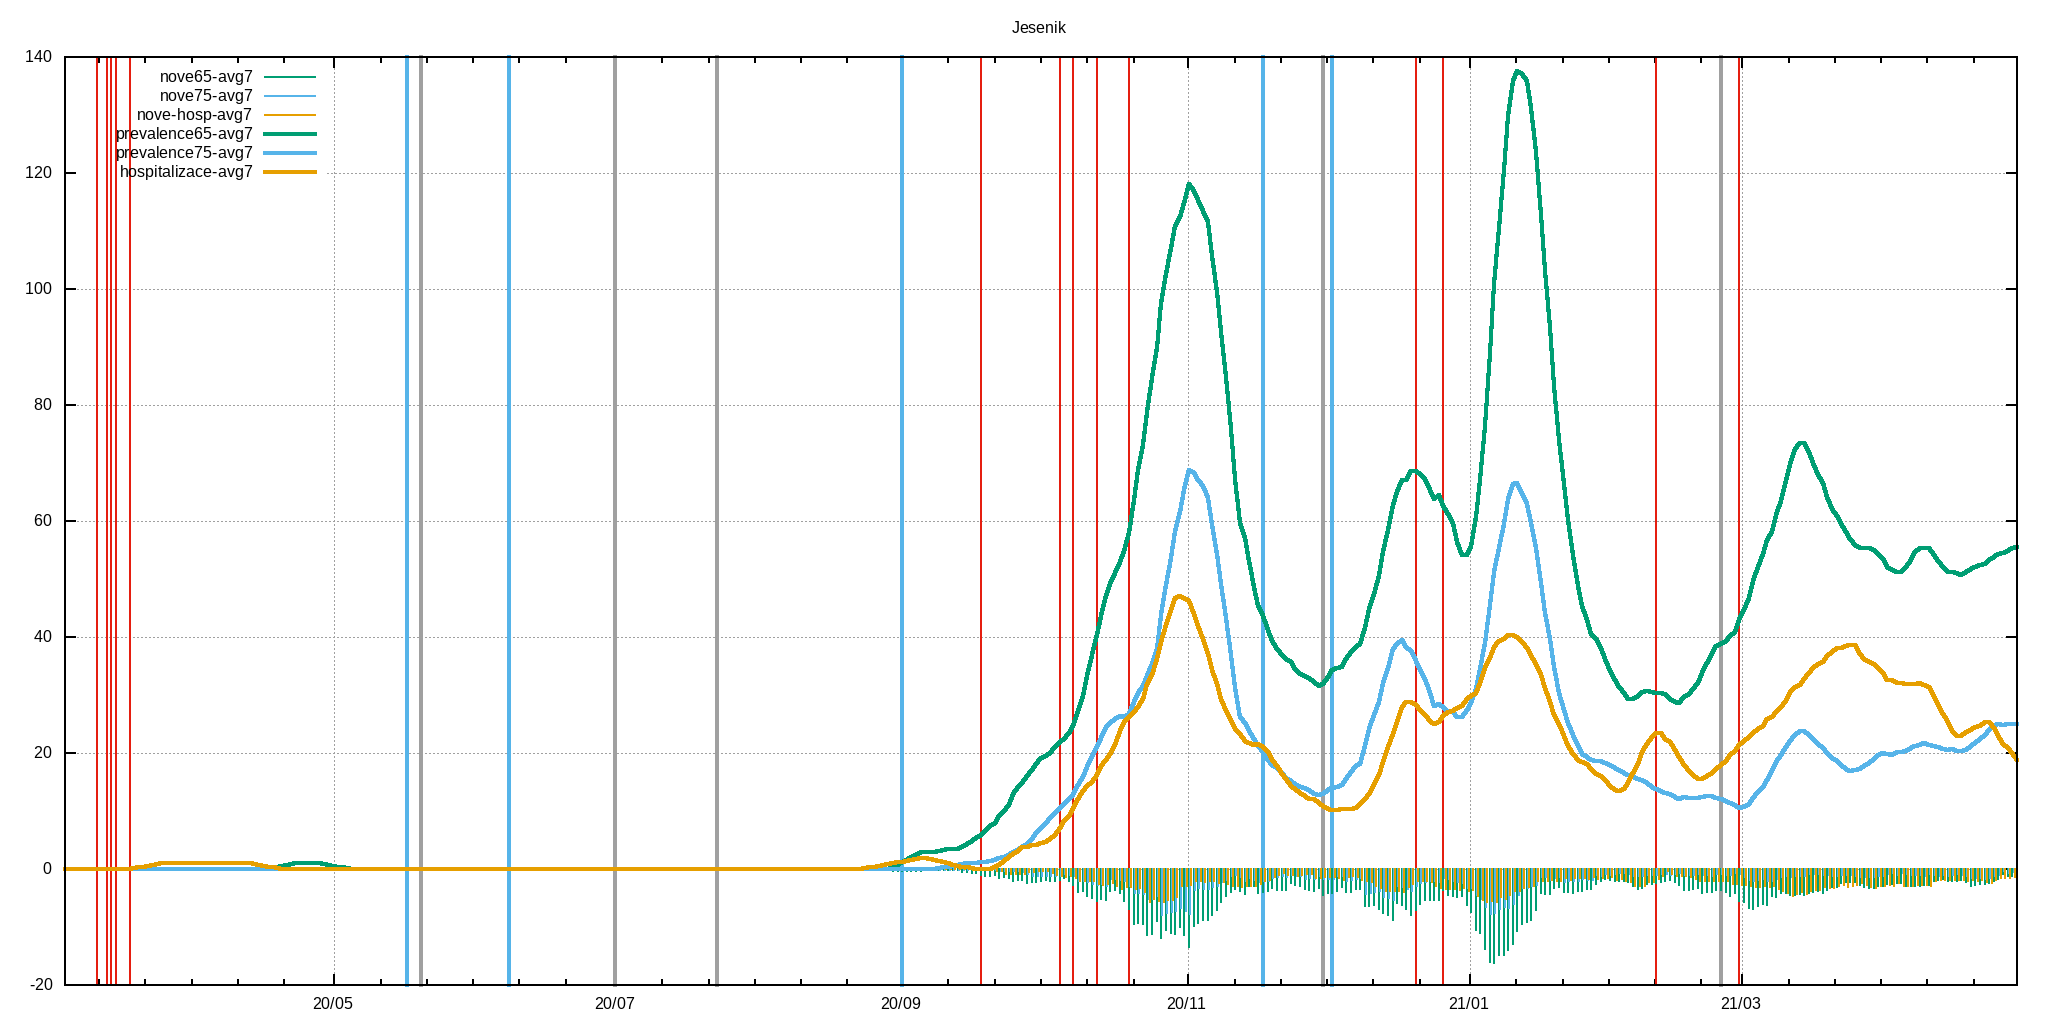 Jesenik
140
120
100
80
60
40
20
0
-20
nove65-avg7
nove75-avg7
nove-hosp-avg7
prevalence65-avg7
prevalence75-avg7
hospitalizace-avg7
20/05
20/07
20/09
20/11
21/01
21/03